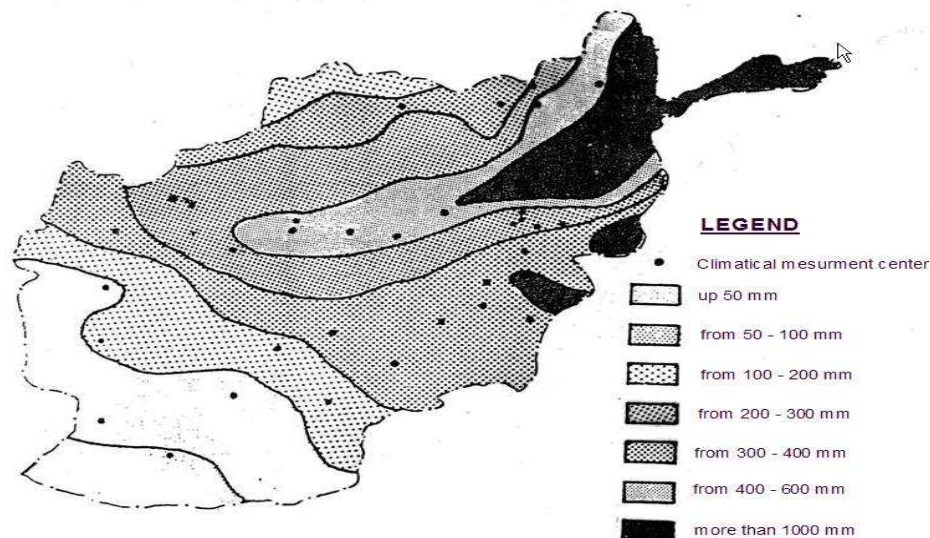 LEGEND
Climatical mesurment center
up 50 mm
from 50 - 100 mm
from 100 - 200 mm
from 200 - 300 mm
from 300 - 400 mm
from 400 - 600 mm
more than 1000 mm